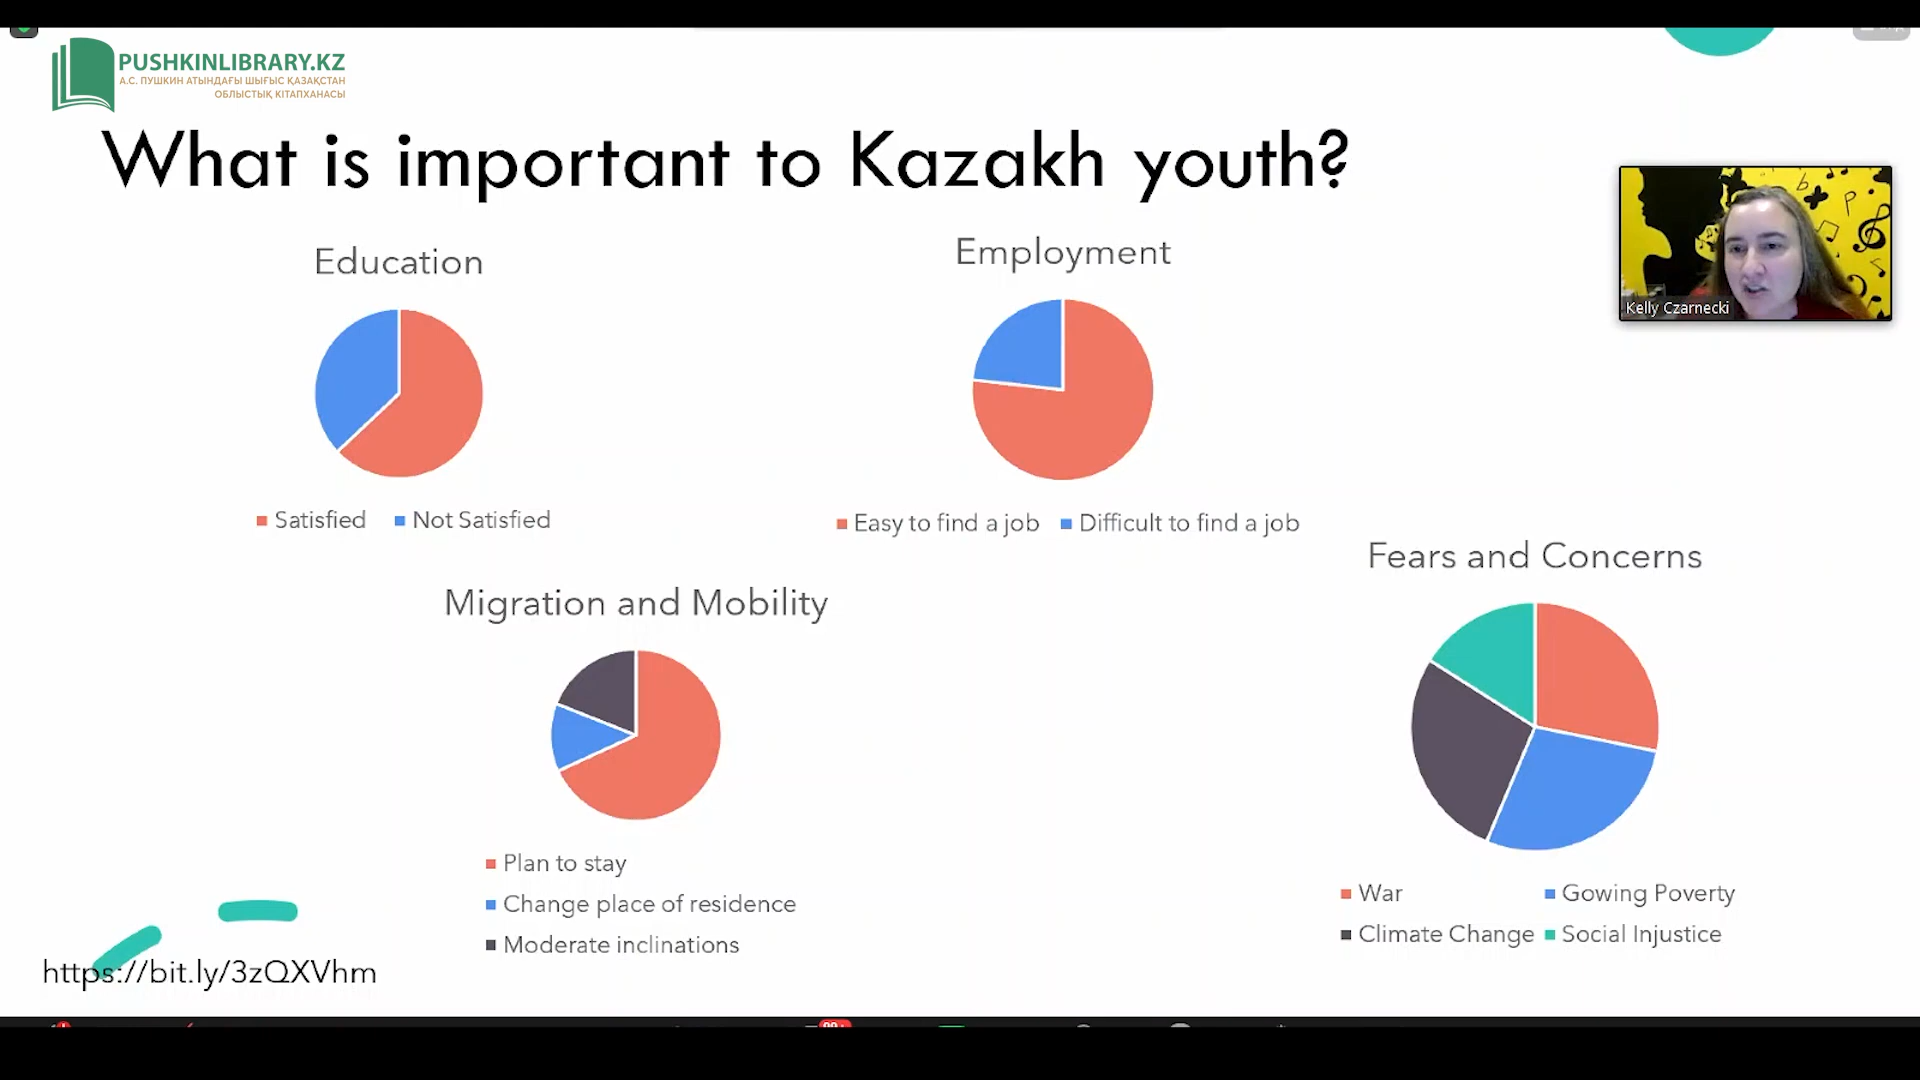 PUSHKINLIBRARY.KZ
А.С. ПУШКИН АТЫНДАҒЫ ШЫҒЫС ҚАЗАҚСТАН
ОБЛЫСТЫҚ КІТАПХАНАСЫ
What is important to Kazakh youth?
Education
Satisfied Not Satisfied
Employment
Easy to find a job Difficult to find a job
Kelly Czarnecki
Migration and Mobility
Plan to stay
Change place of residence
Moderate inclinations
Fears and Concerns
War Gowing Poverty
Climate Change Social Injustice
https://bit.ly/3zQXVhm